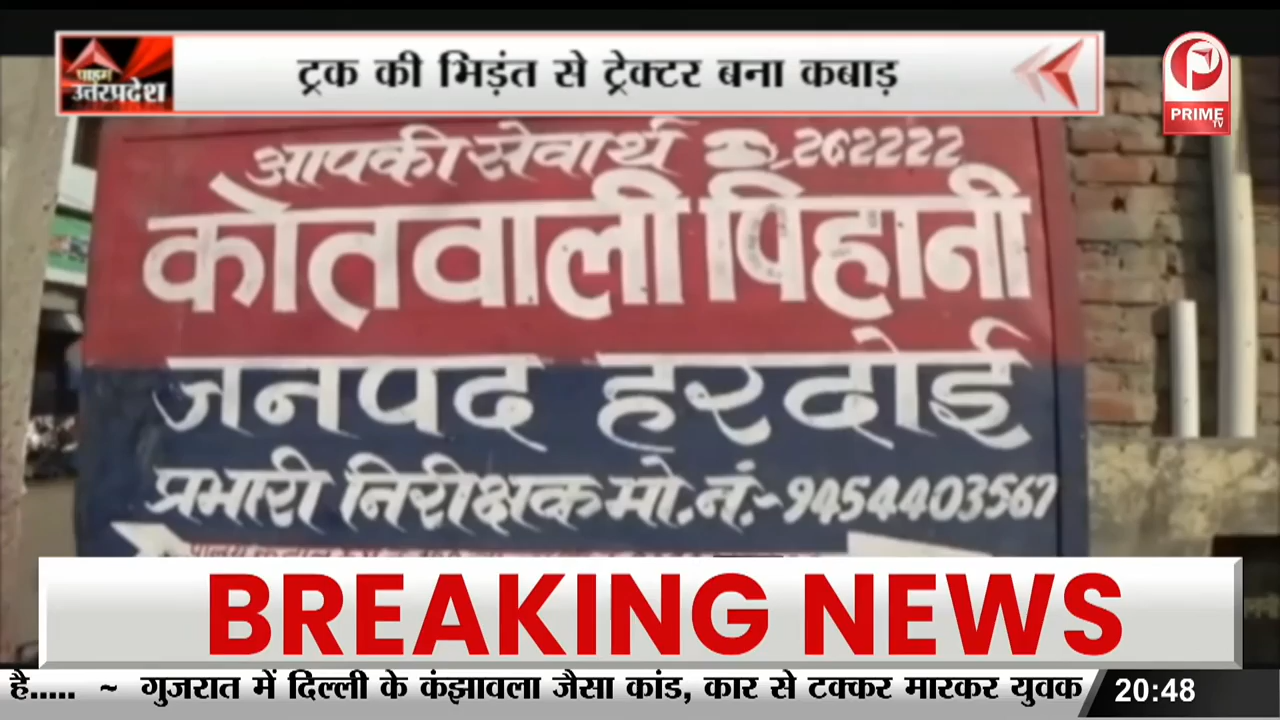 ट्रक की भिड़ंत से ट्रेक्टर बना कबाड़
प्राइम
उत्तरप्रदेश
PRIME
TV
आपकी सेवार्थ ☎ 262222
कोतवाली पिहानी
जनपद हरदोई
प्रभारी निरीक्षक मो.नं.-9454403567
BREAKING NEWS
है..... ~ गुजरात में दिल्ली के कंझावला जैसा कांड, कार से टक्कर मारकर युवक
20:48